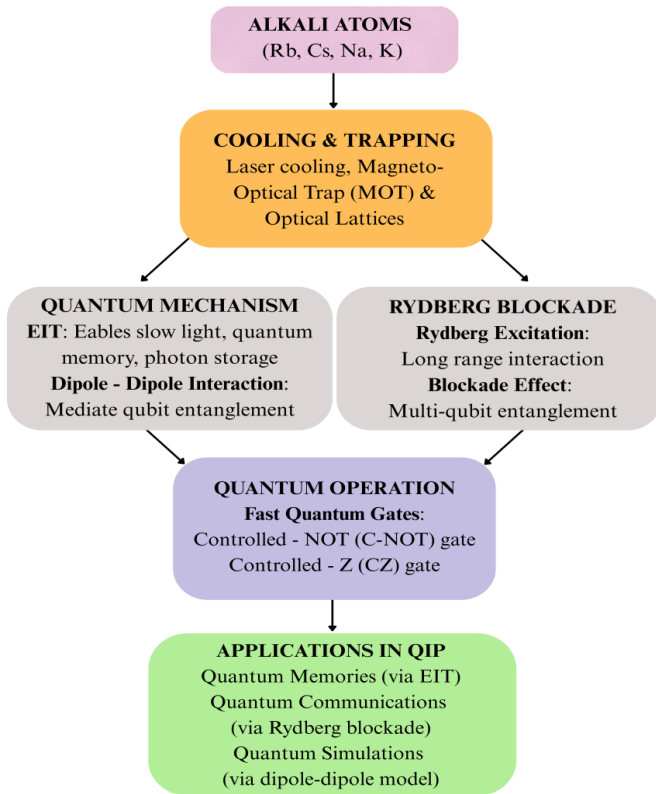 ALKALI ATOMS
(Rb, Cs, Na, K)
COOLING & TRAPPING
Laser cooling, Magneto-
Optical Trap (MOT) &
Optical Lattices
QUANTUM MECHANISM
EIT: Eables slow light, quantum
memory, photon storage
Dipole - Dipole Interaction:
Mediate qubit entanglement
RYDBERG BLOCKADE
Rydberg Excitation:
Long range interaction
Blockade Effect:
Multi-qubit entanglement
QUANTUM OPERATION
Fast Quantum Gates:
Controlled - NOT (C-NOT) gate
Controlled - Z (CZ) gate
APPLICATIONS IN QIP
Quantum Memories (via EIT)
Quantum Communications
(via Rydberg blockade)
Quantum Simulations
(via dipole-dipole model)